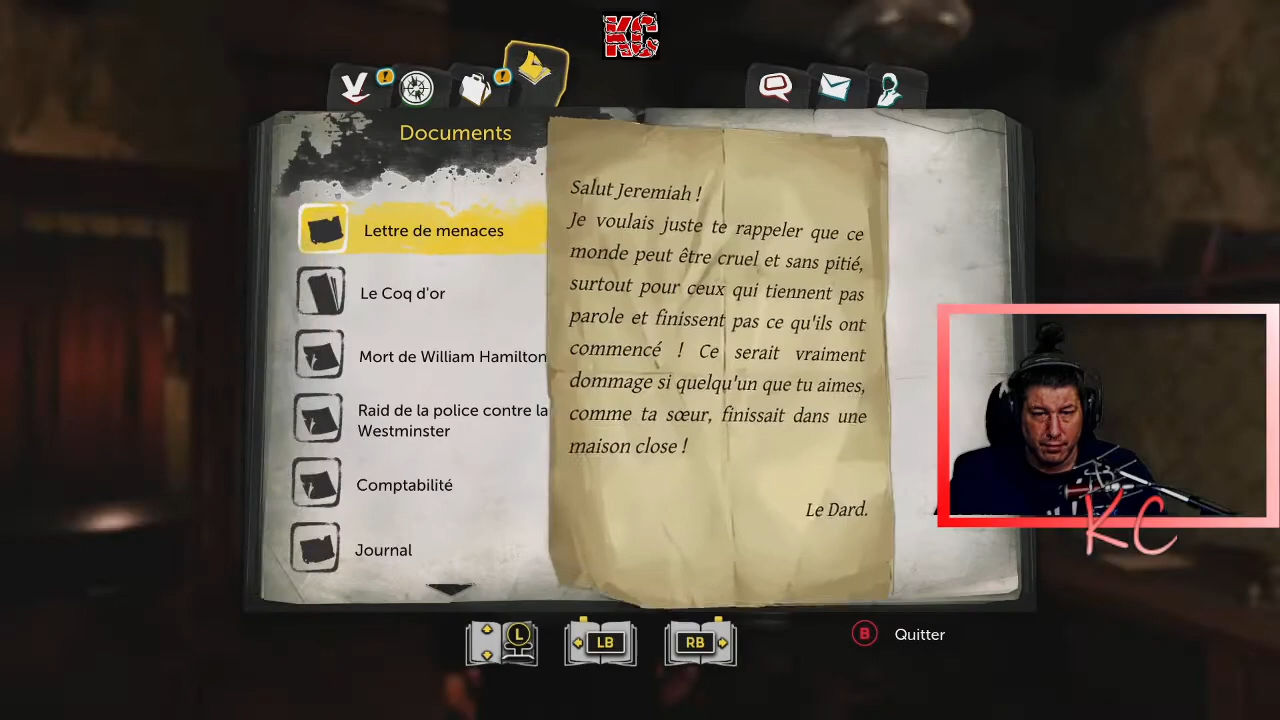 KC
Documents
Lettre de menaces
Le Coq d'or
Mort de William Hamilton
Raid de la police contre la
Westminster
Comptabilité
Journal
Salut Jeremiah !
Je voulais juste te rappeler que ce
monde peut être cruel et sans pitié,
surtout pour ceux qui tiennent pas
parole et finissent pas ce qu'ils ont
commencé ! Ce serait vraiment
dommage si quelqu'un que tu aimes,
comme ta sœur, finissait dans une
maison close !
Le Dard.
KC
L
LB
RB
B Quitter